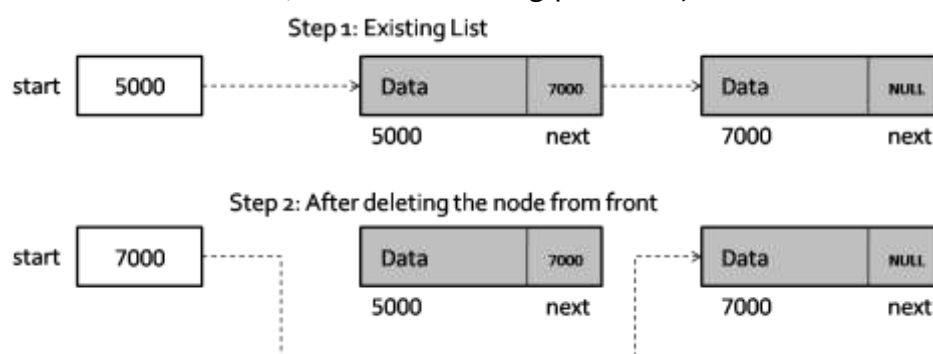 Step 1: Existing List
start 5000 Data 7000 Data NULL
5000 next 7000 next
Step 2: After deleting the node from front
start 7000 Data 7000 Data NULL
5000 next 7000 next